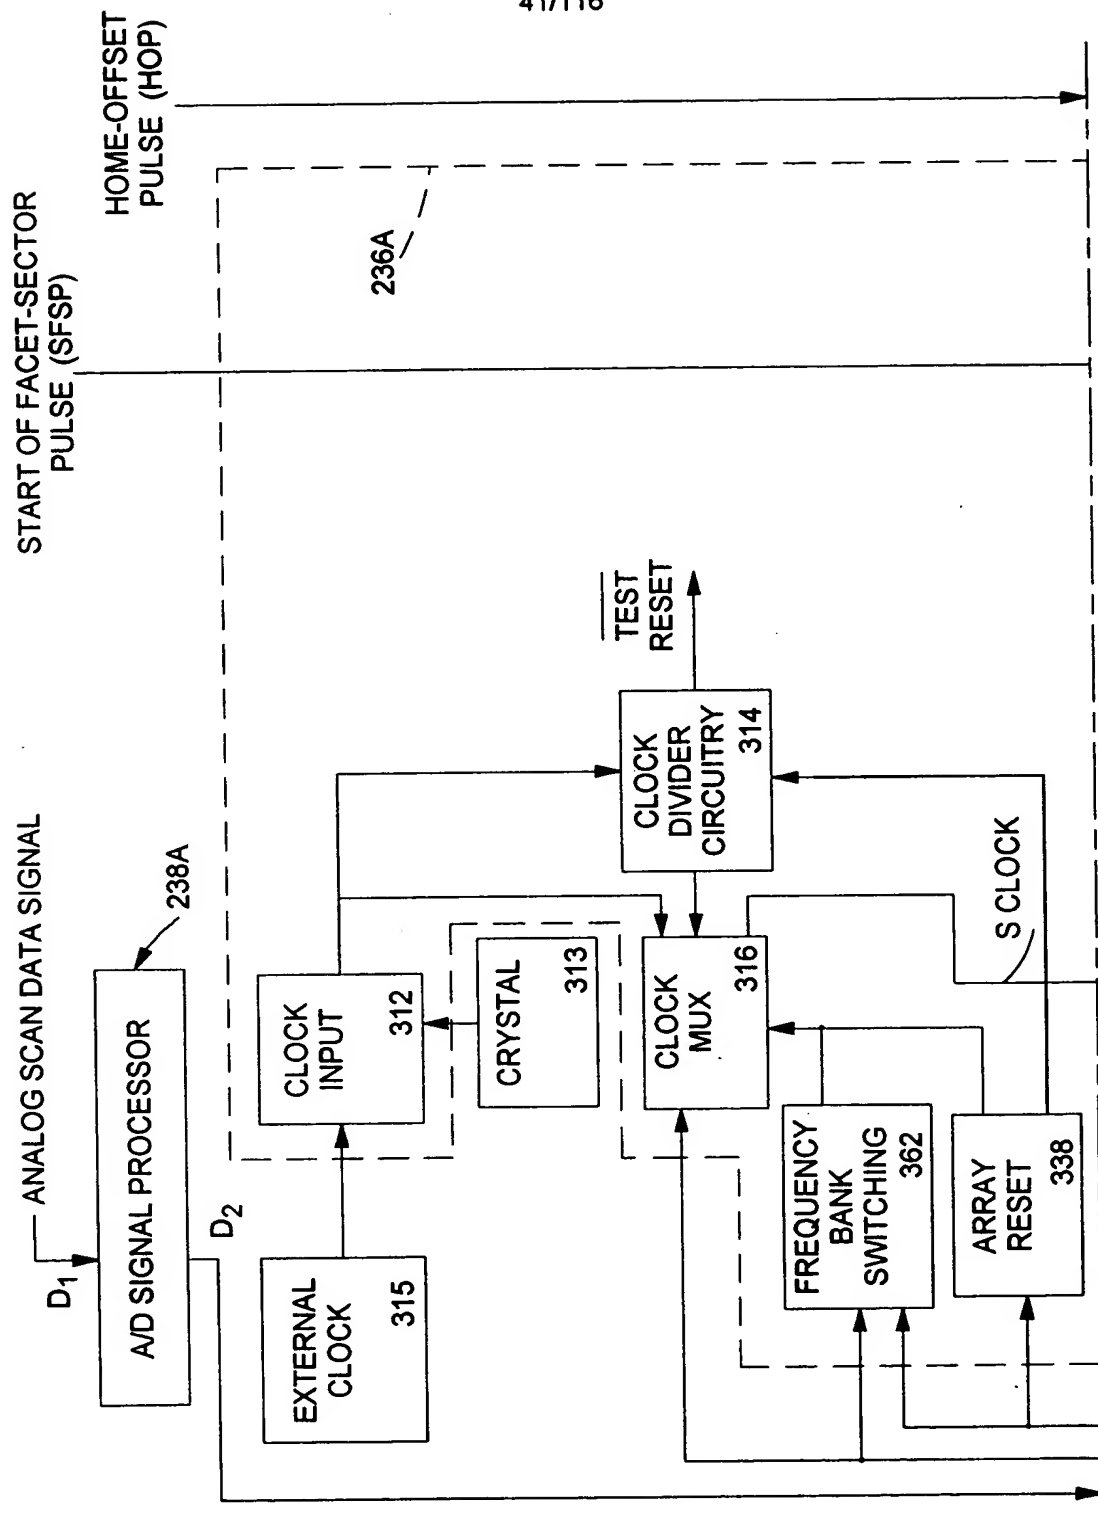 41/116
ANALOG SCAN DATA SIGNAL
D1
A/D SIGNAL PROCESSOR
238A
D2
START OF FACET-SECTOR
PULSE (SFSP)
HOME-OFFSET
PULSE (HOP)
236A
EXTERNAL
CLOCK
315
CLOCK
INPUT
312
CRYSTAL
313
CLOCK
DIVIDER
CIRCUITRY
314
TEST
RESET
CLOCK
MUX
316
FREQUENCY
BANK
SWITCHING
362
ARRAY
RESET
338
S CLOCK